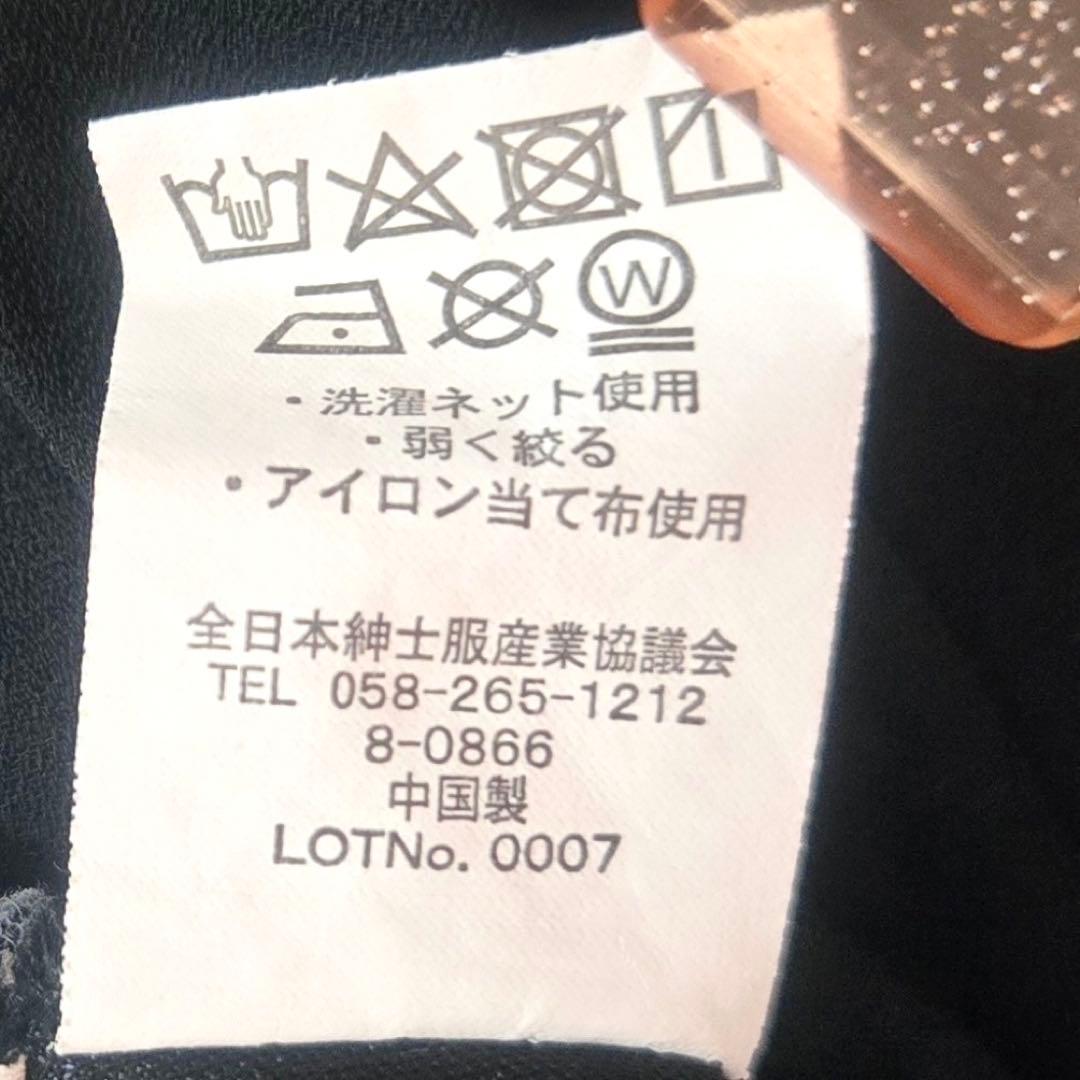 W
・洗濯ネット使用
・弱く絞る
・アイロン当て布使用
全日本紳士服産業協議会
TEL 058-265-1212
8-0866
中国製
LOTNo. 0007